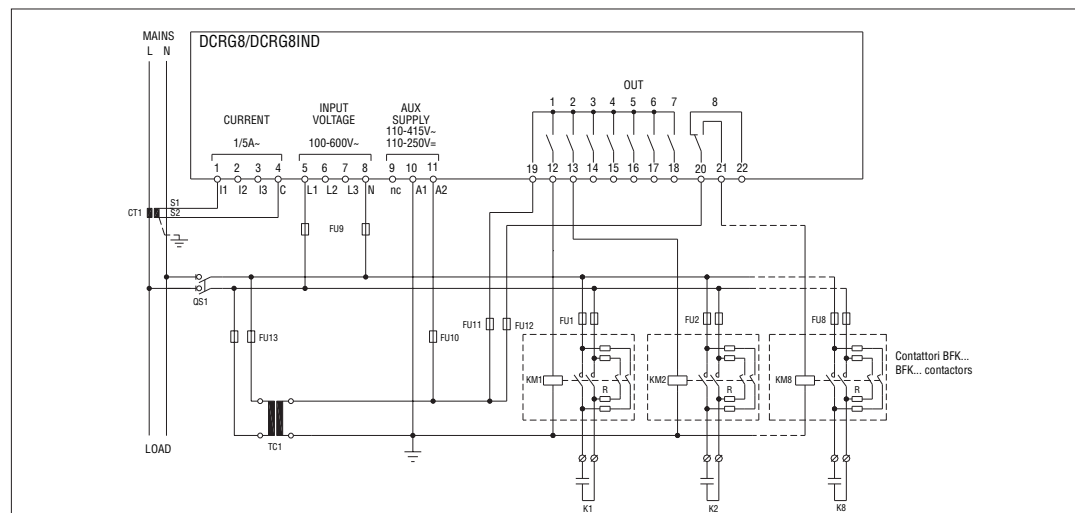 MAINS
L N
DCRG8/DCRG8IND
CURRENT
1/5A~
INPUT
VOLTAGE
100-600V~
AUX
SUPPLY
110-415V~
110-250V=
OUT
1 2 3 4 5 6 7 8
1 2 3 4 5 6 7 8 9 10 11 19 12 13 14 15 16 17 18 20 21 22
I1 I2 I3 C L1 L2 L3 N nc A1 A2
S1
CT1 S2
FU9
QS1
FU13 FU10 FU11 FU12 FU1 FU2 FU8
Contattori BFK...
BFK... contactors
KM1 KM2 KM8
R R R
TC1
LOAD
K1 K2 K8